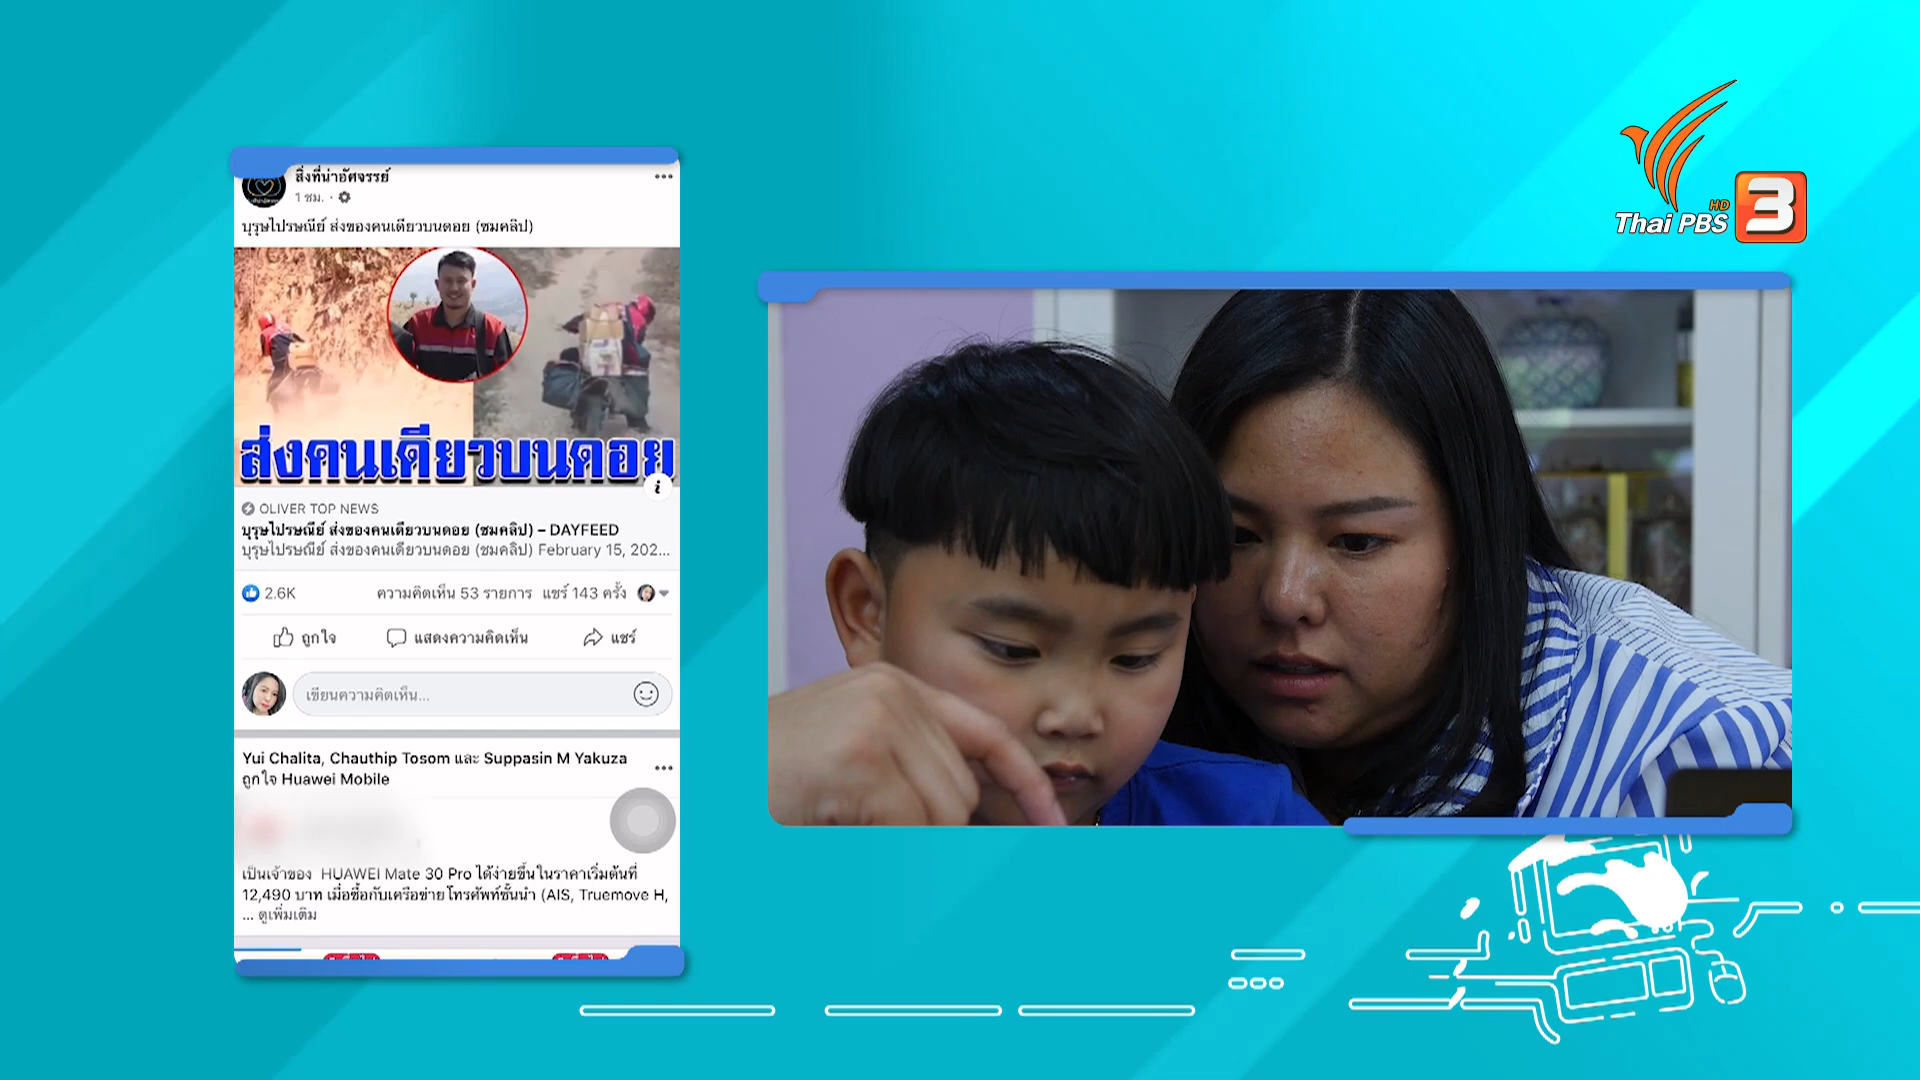 สิ่งที่น่าอัศจรรย์
1 ชม.
บุรุษไปรษณีย์ ส่งของคนเดียวบนดอย (ชมคลิป)
ส่งคนเดียวบนดอย
i
OLIVER TOP NEWS
บุรุษไปรษณีย์ ส่งของคนเดียวบนดอย (ชมคลิป) – DAYFEED
บุรุษไปรษณีย์ ส่งของคนเดียวบนดอย (ชมคลิป) February 15, 202...
2.6K ความคิดเห็น 53 รายการ แชร์ 143 ครั้ง
ถูกใจ แสดงความคิดเห็น แชร์
เขียนความคิดเห็น...
Yui Chalita, Chauthip Tosom และ Suppasin M Yakuza
ถูกใจ Huawei Mobile
เป็นเจ้าของ HUAWEI Mate 30 Pro ได้ง่ายขึ้นในราคาเริ่มต้นที่
12,490 บาท เมื่อซื้อกับเครือข่ายโทรศัพท์ชั้นนำ (AIS, Truemove H,
... ดูเพิ่มเติม
HD
Thai PBS 3